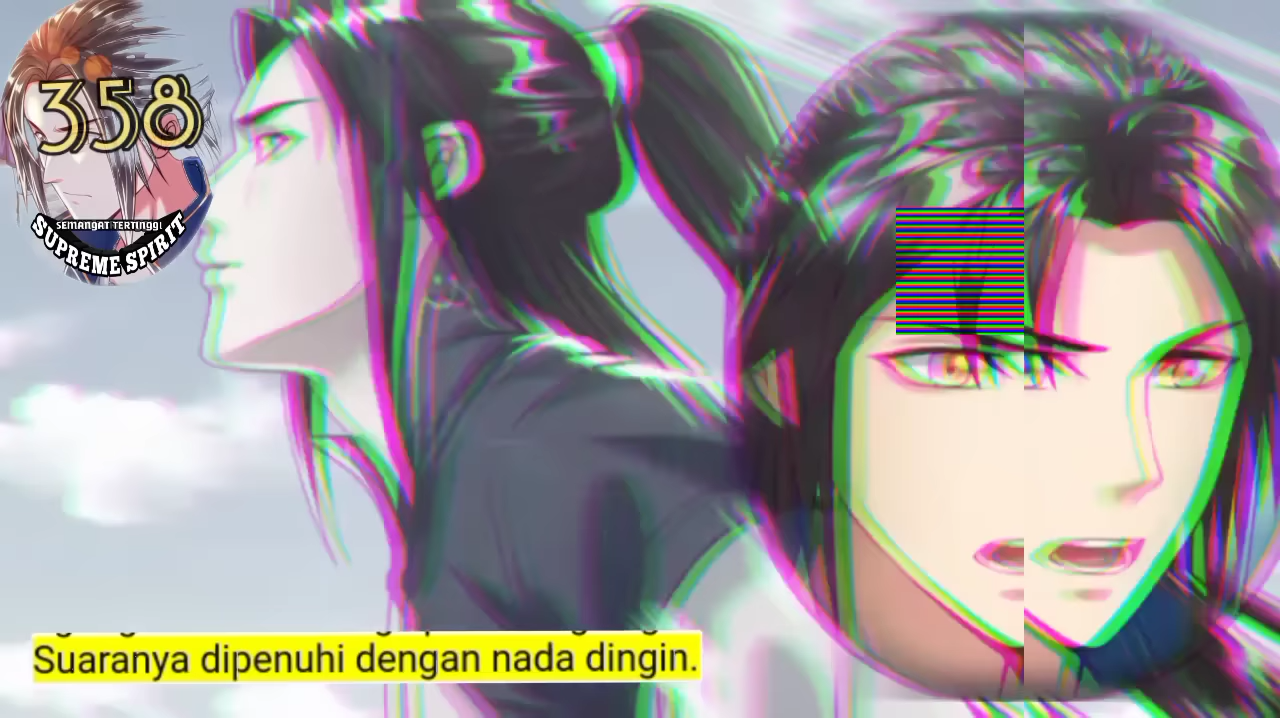 358
SEMANGAT TERTINGGI
SUPREME SPIRIT
Suaranya dipenuhi dengan nada dingin.